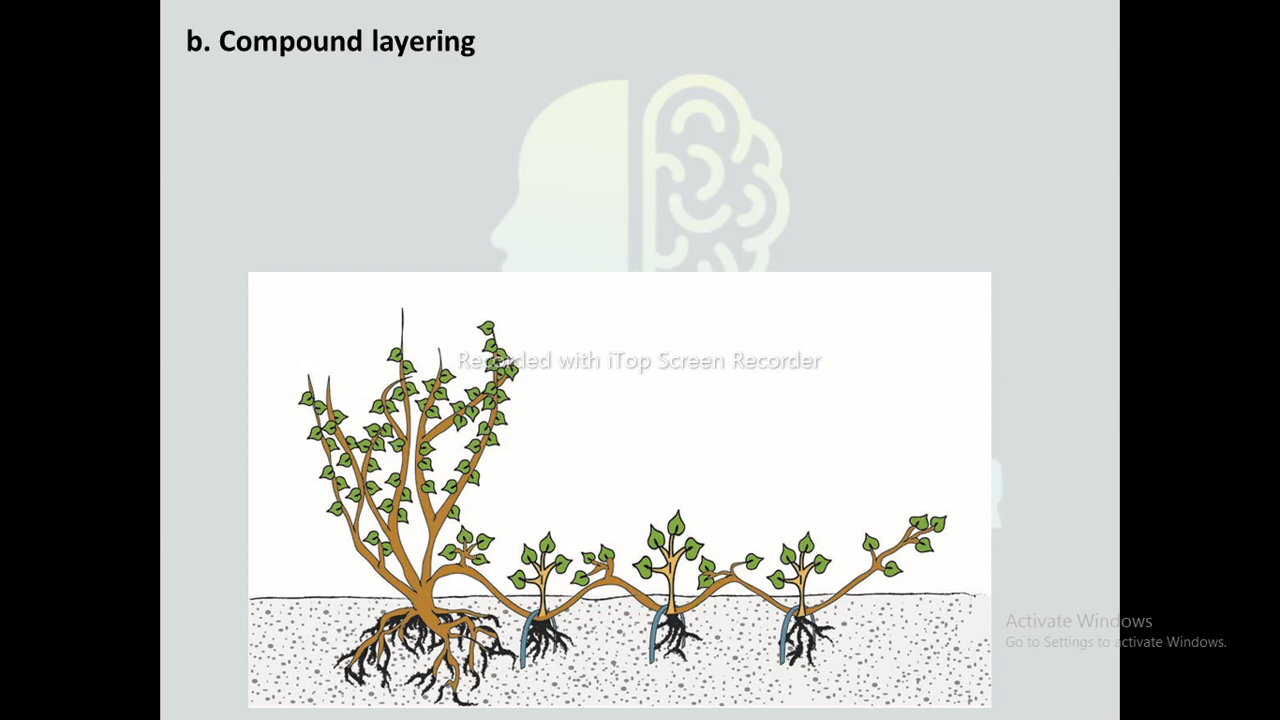 b. Compound layering
Recorded with iTop Screen Recorder
Activate Windows
Go to Settings to activate Windows.